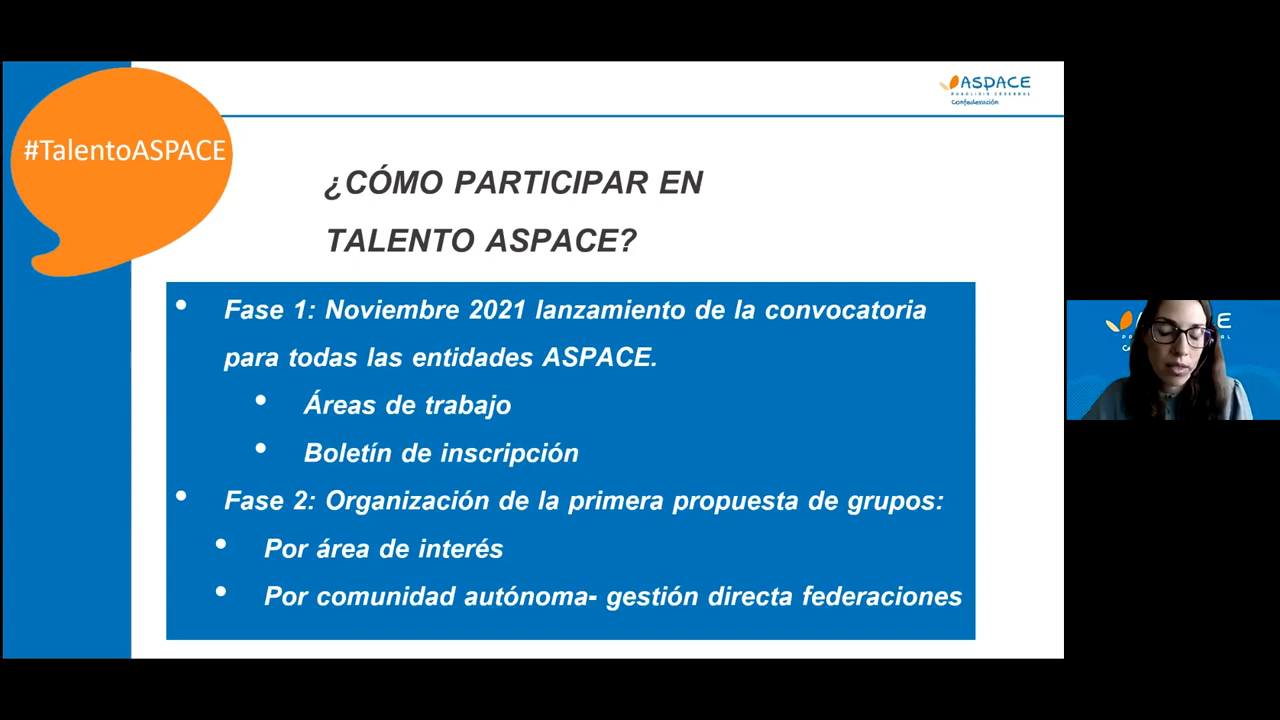 #TalentoASPACE
ASPACE
PARÁLISIS CEREBRAL
Confederación
¿CÓMO PARTICIPAR EN
TALENTO ASPACE?
• Fase 1: Noviembre 2021 lanzamiento de la convocatoria
para todas las entidades ASPACE.
• Áreas de trabajo
• Boletín de inscripción
• Fase 2: Organización de la primera propuesta de grupos:
• Por área de interés
• Por comunidad autónoma- gestión directa federaciones